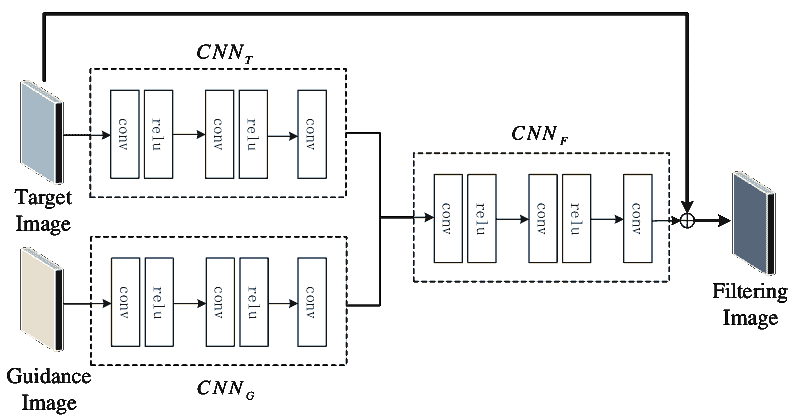 CNN_T
conv relu conv relu conv
Target
Image
CNN_F
conv relu conv relu conv
Filtering
Image
conv relu conv relu conv
Guidance
Image
CNN_G